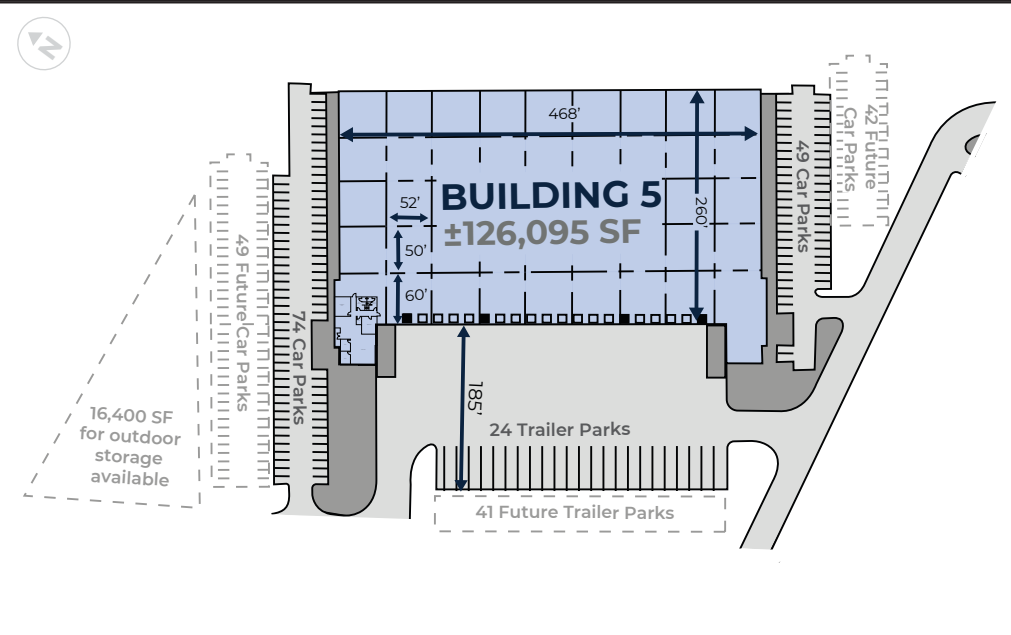 N
468’
42 Future
Car Parks
49 Car Parks
52’
BUILDING 5
±126,095 SF
260’
50’
60’
49 Future Car Parks
74 Car Parks
185’
16,400 SF
for outdoor
storage
available
24 Trailer Parks
41 Future Trailer Parks